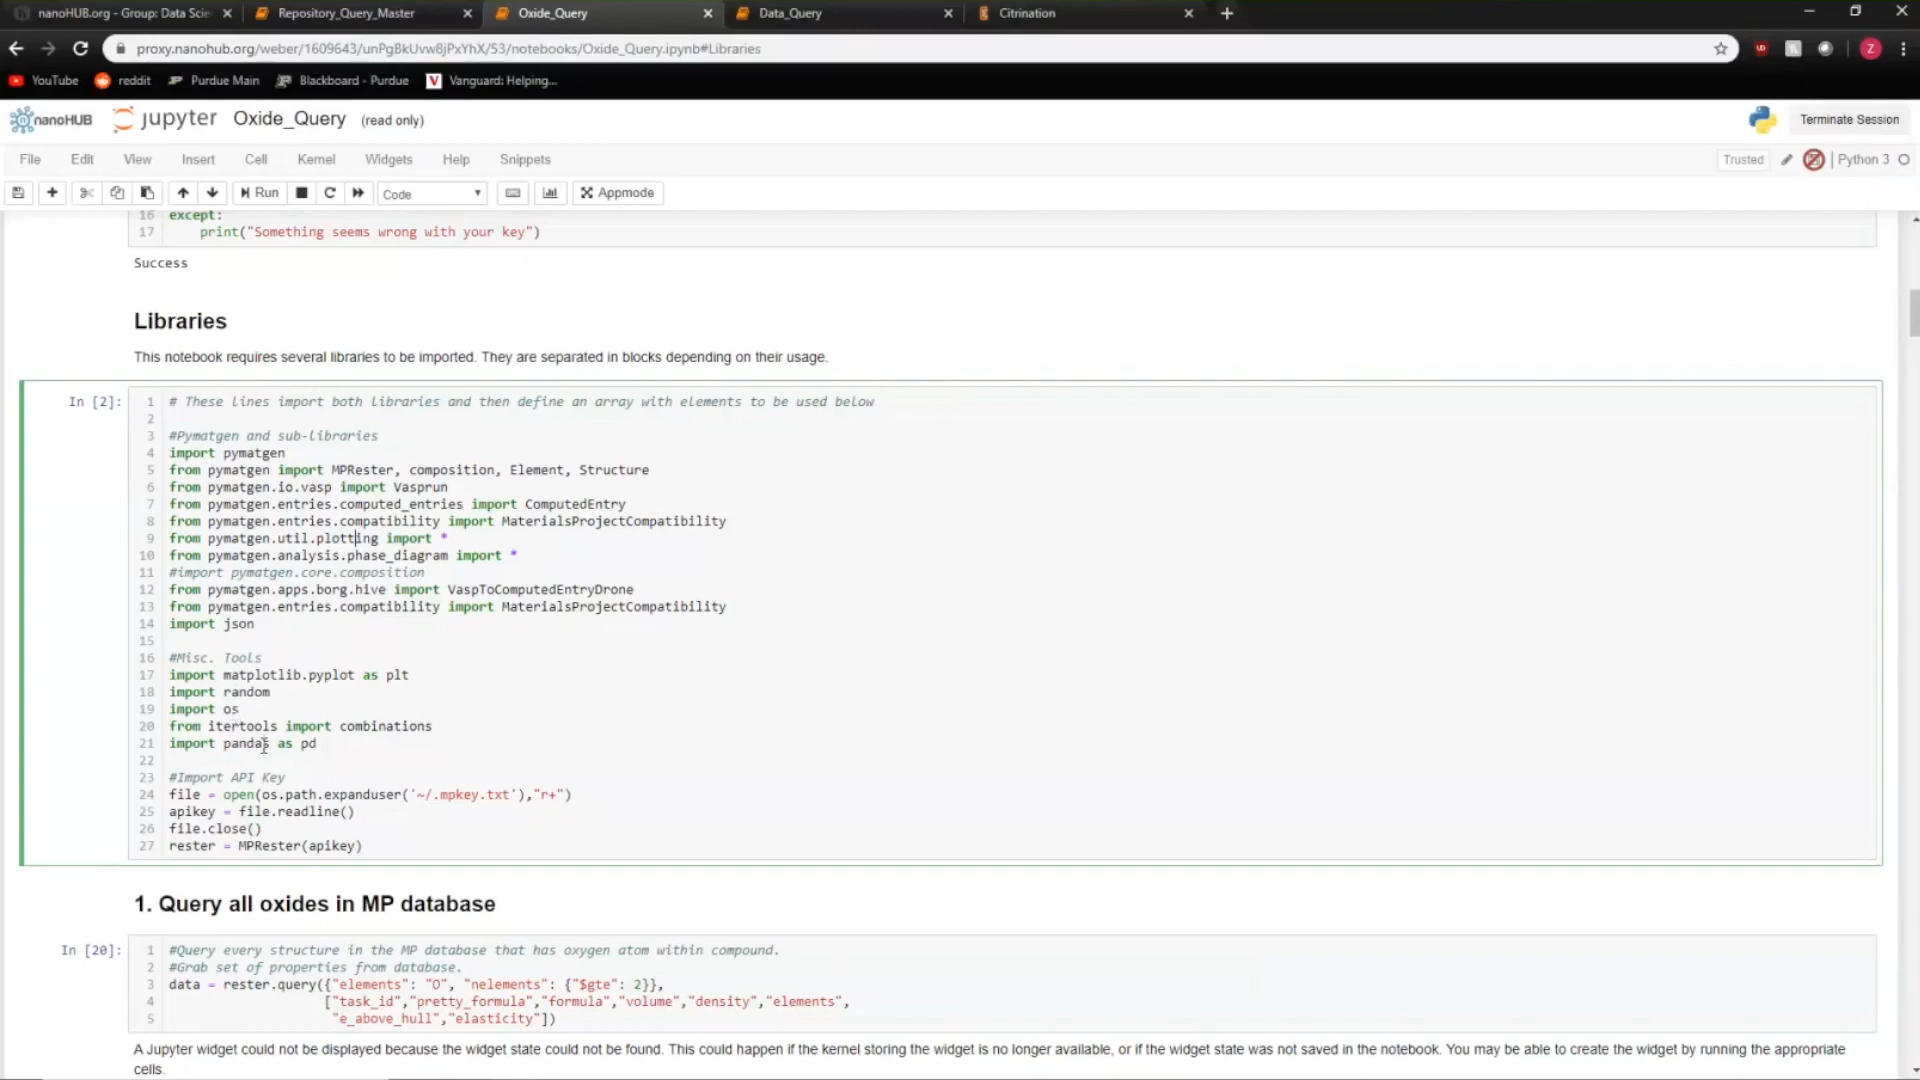 nanoHUB.org - Group: Data Scie
Repository_Query_Master
Oxide_Query
Data_Query
Citrination
proxy.nanohub.org/weber/1609643/unPgBkUvw8jPxYhX/53/notebooks/Oxide_Query.ipynb#Libraries
Z
YouTube
reddit
Purdue Main
Blackboard - Purdue
V
Vanguard: Helping...
nanoHUB
jupyter
Oxide_Query
(read only)
Terminate Session
File
Edit
View
Insert
Cell
Kernel
Widgets
Help
Snippets
Trusted
Python 3
Run
Code
Appmode
16 except:
17     print("Something seems wrong with your key")
Success
Libraries
This notebook requires several libraries to be imported. They are separated in blocks depending on their usage.
In [2]:
1 # These lines import both libraries and then define an array with elements to be used below
2
3 #Pymatgen and sub-libraries
4 import pymatgen
5 from pymatgen import MPRester, composition, Element, Structure
6 from pymatgen.io.vasp import Vasprun
7 from pymatgen.entries.computed_entries import ComputedEntry
8 from pymatgen.entries.compatibility import MaterialsProjectCompatibility
9 from pymatgen.util.plotting import *
10 from pymatgen.analysis.phase_diagram import *
11 #import pymatgen.core.composition
12 from pymatgen.apps.borg.hive import VaspToComputedEntryDrone
13 from pymatgen.entries.compatibility import MaterialsProjectCompatibility
14 import json
15
16 #Misc. Tools
17 import matplotlib.pyplot as plt
18 import random
19 import os
20 from itertools import combinations
21 import pandas as pd
22
23 #Import API Key
24 file = open(os.path.expanduser('~/.mpkey.txt'),"r+")
25 apikey = file.readline()
26 file.close()
27 rester = MPRester(apikey)
1. Query all oxides in MP database
In [20]:
1 #Query every structure in the MP database that has oxygen atom within compound.
2 #Grab set of properties from database.
3 data = rester.query({"elements": "O", "nelements": {"$gte": 2}},
4                     ["task_id","pretty_formula","formula","volume","density","elements",
5                      "e_above_hull","elasticity"])
A Jupyter widget could not be displayed because the widget state could not be found. This could happen if the kernel storing the widget is no longer available, or if the widget state was not saved in the notebook. You may be able to create the widget by running the appropriate
cells.